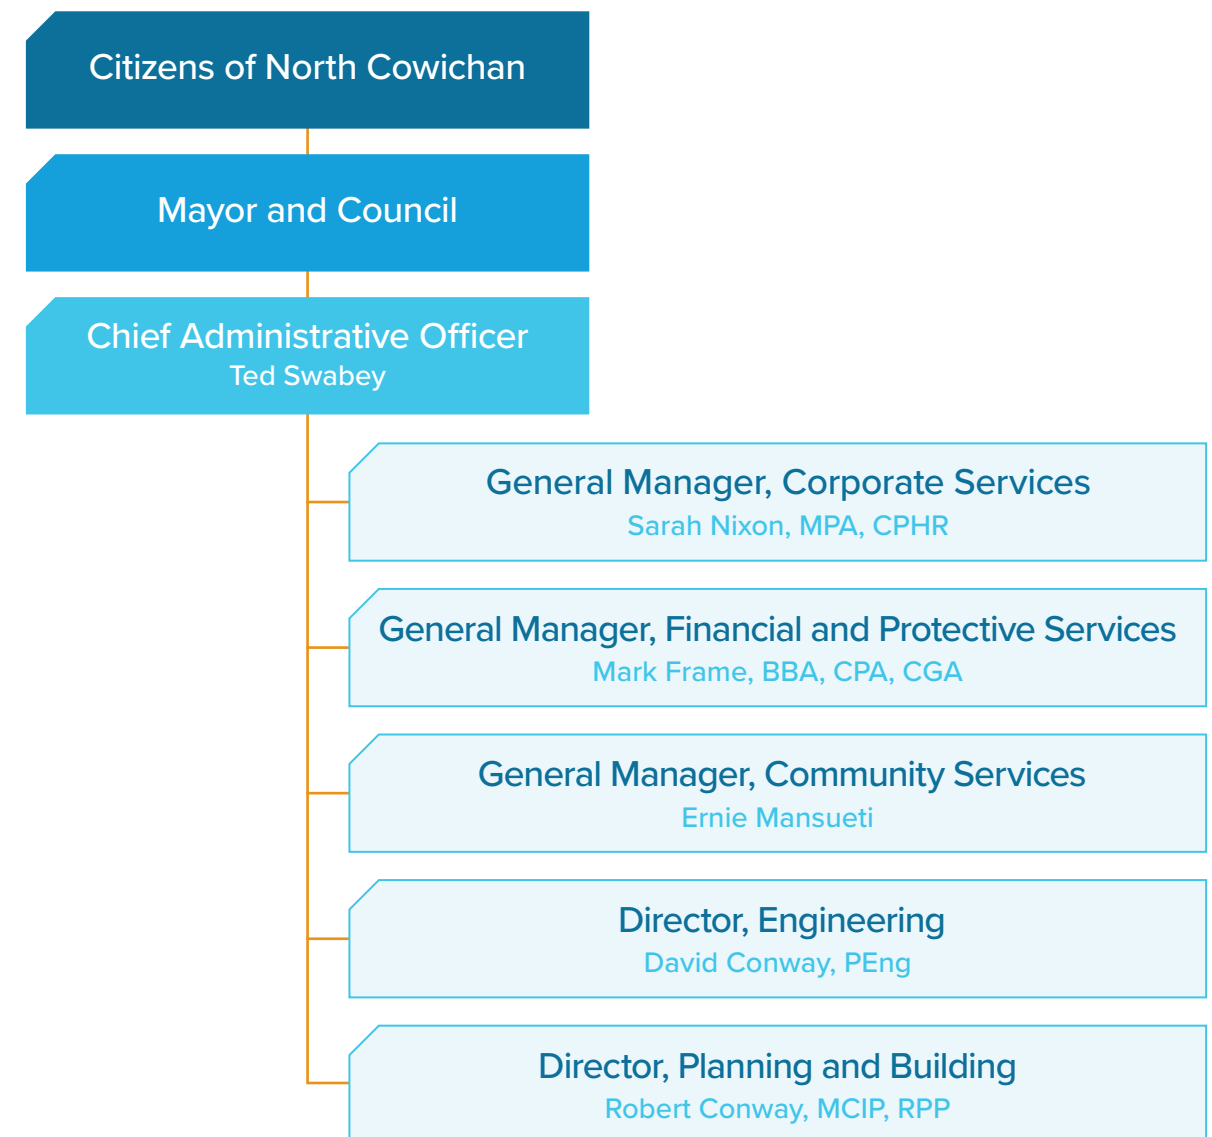 Citizens of North Cowichan
Mayor and Council
Chief Administrative Officer
Ted Swabey
General Manager, Corporate Services
Sarah Nixon, MPA, CPHR
General Manager, Financial and Protective Services
Mark Frame, BBA, CPA, CGA
General Manager, Community Services
Ernie Mansueti
Director, Engineering
David Conway, PEng
Director, Planning and Building
Robert Conway, MCIP, RPP